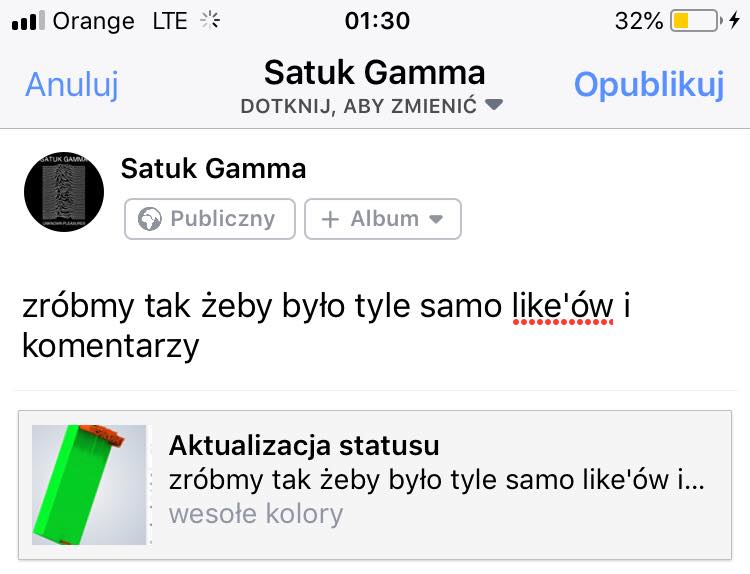 Orange LTE 01:30 32%
Anuluj Satuk Gamma Opublikuj
DOTKNIJ, ABY ZMIENIĆ
SATUK GAMMA
UNKNOWN PLEASURES
Satuk Gamma
Publiczny + Album
zróbmy tak żeby było tyle samo like'ów i
komentarzy
Aktualizacja statusu
zróbmy tak żeby było tyle samo like'ów i...
wesołe kolory